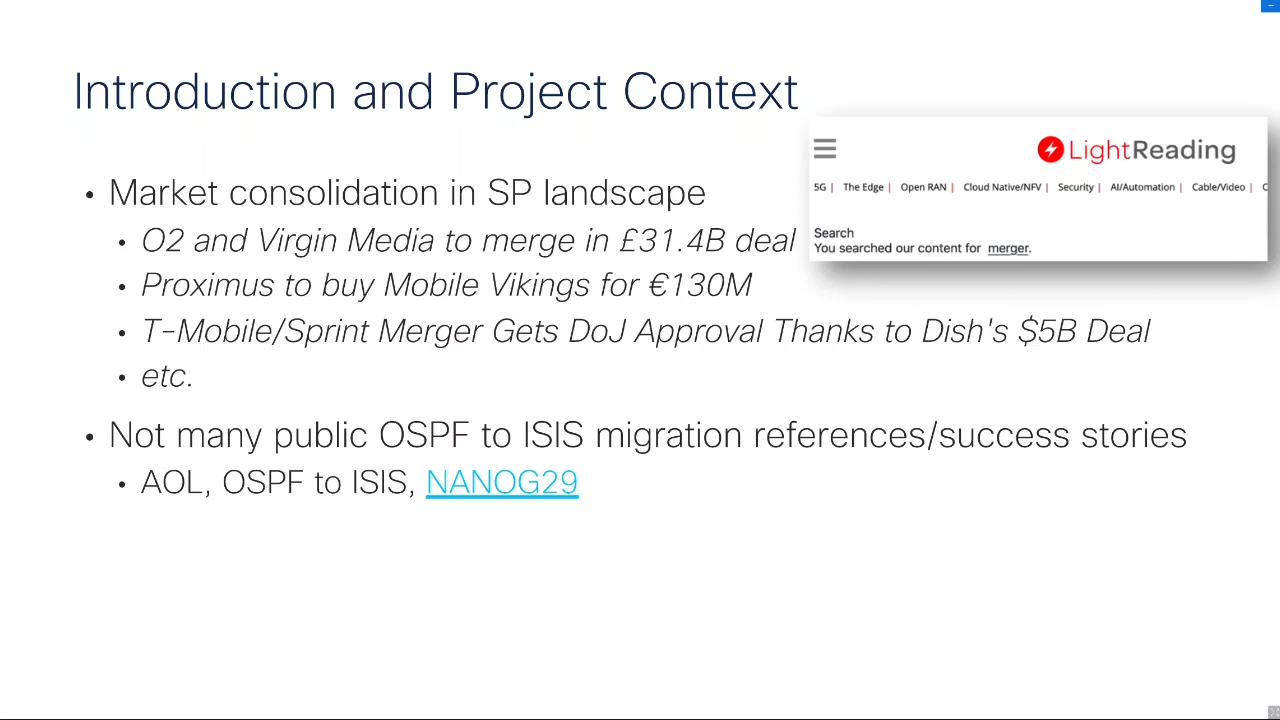 Introduction and Project Context
LightReading
5G | The Edge | Open RAN | Cloud Native/NFV | Security | AI/Automation | Cable/Video | C
Search
You searched our content for merger.
• Market consolidation in SP landscape
• O2 and Virgin Media to merge in £31.4B deal
• Proximus to buy Mobile Vikings for €130M
• T-Mobile/Sprint Merger Gets DoJ Approval Thanks to Dish's $5B Deal
• etc.
• Not many public OSPF to ISIS migration references/success stories
• AOL, OSPF to ISIS, NANOG29